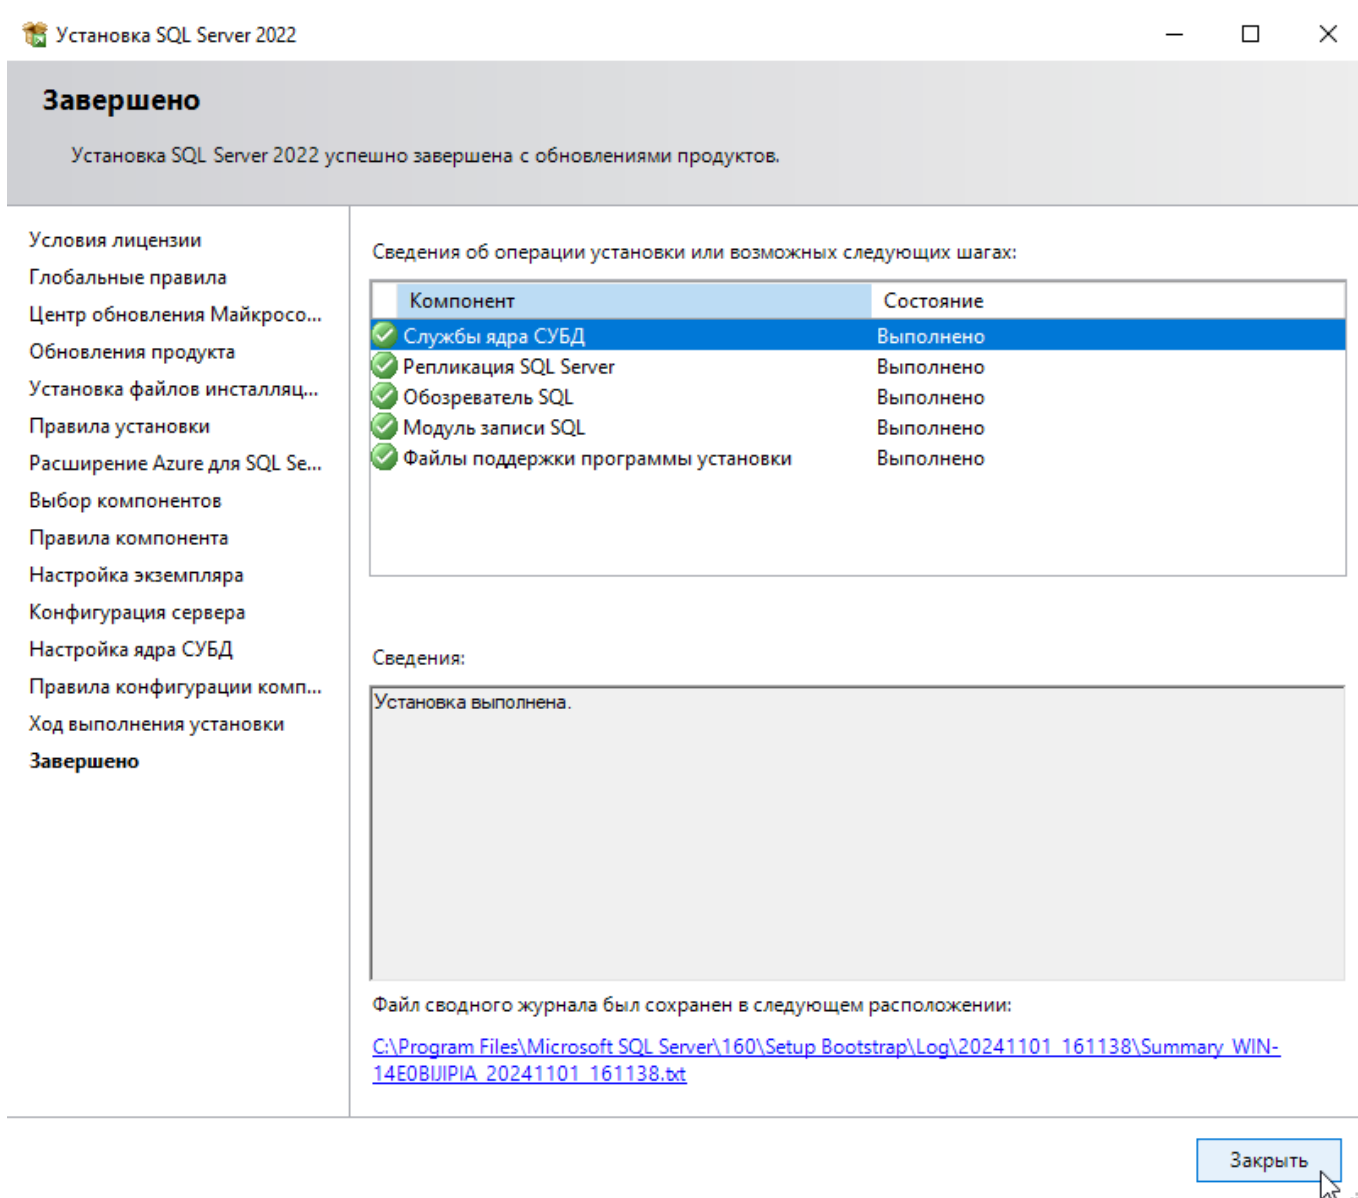 Установка SQL Server 2022
Завершено
Установка SQL Server 2022 успешно завершена с обновлениями продуктов.
Условия лицензии
Глобальные правила
Центр обновления Майкросо...
Обновления продукта
Установка файлов инсталляц...
Правила установки
Расширение Azure для SQL Se...
Выбор компонентов
Правила компонента
Настройка экземпляра
Конфигурация сервера
Настройка ядра СУБД
Правила конфигурации комп...
Ход выполнения установки
Завершено
Сведения об операции установки или возможных следующих шагах:
Компонент Состояние
Службы ядра СУБД Выполнено
Репликация SQL Server Выполнено
Обозреватель SQL Выполнено
Модуль записи SQL Выполнено
Файлы поддержки программы установки Выполнено
Сведения:
Установка выполнена.
Файл сводного журнала был сохранен в следующем расположении:
C:\Program Files\Microsoft SQL Server\160\Setup Bootstrap\Log\20241101_161138\Summary_WIN-
14E0BIJIPIA_20241101_161138.txt
Закрыть